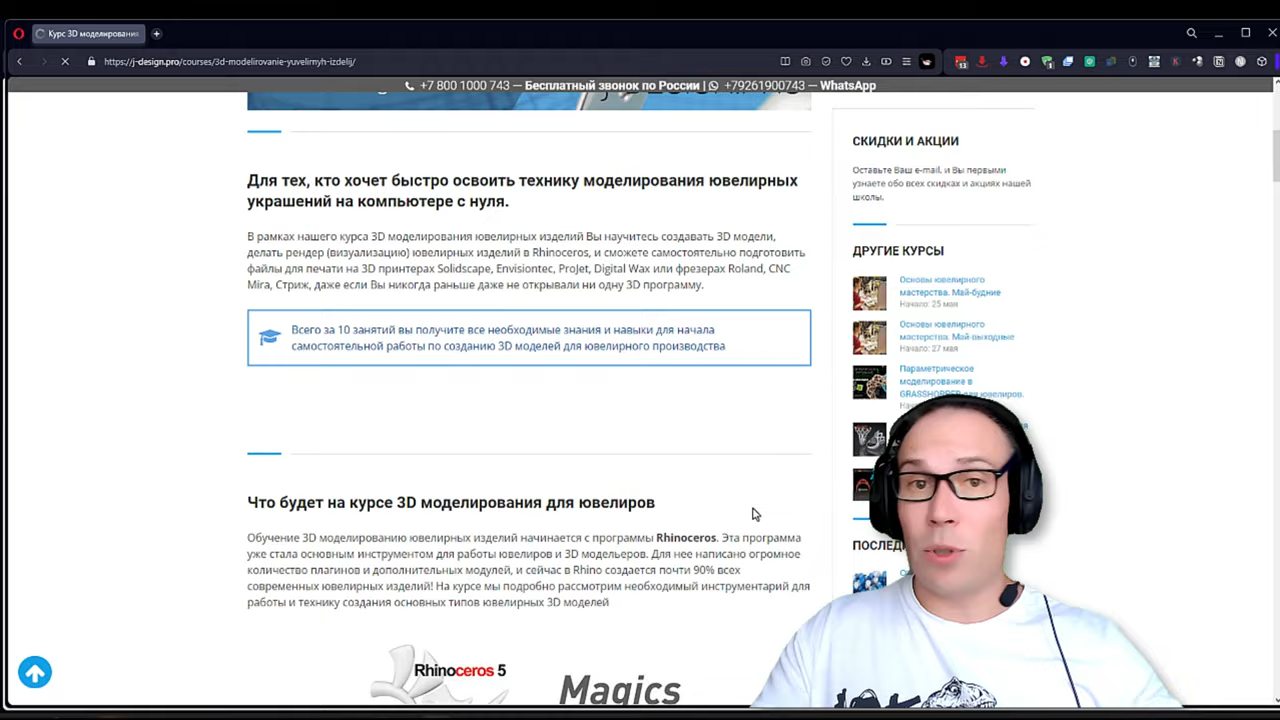 Курс 3D моделирования
https://j-design.pro/courses/3d-modelirovanie-yuvelirnyh-izdelij/
13
+7 800 1000 743 — Бесплатный звонок по России | +79261900743 — WhatsApp
Для тех, кто хочет быстро освоить технику моделирования ювелирных
украшений на компьютере с нуля.
В рамках нашего курса 3D моделирования ювелирных изделий Вы научитесь создавать 3D модели,
делать рендер (визуализацию) ювелирных изделий в Rhinoceros, и сможете самостоятельно подготовить
файлы для печати на 3D принтерах Solidscape, Envisiontec, ProJet, Digital Wax или фрезерах Roland, CNC
Mira, Стриж, даже если Вы никогда раньше даже не открывали ни одну 3D программу.
Всего за 10 занятий вы получите все необходимые знания и навыки для начала
самостоятельной работы по созданию 3D моделей для ювелирного производства
Что будет на курсе 3D моделирования для ювелиров
Обучение 3D моделированию ювелирных изделий начинается с программы Rhinoceros. Эта программа
уже стала основным инструментом для работы ювелиров и 3D модельеров. Для нее написано огромное
количество плагинов и дополнительных модулей, и сейчас в Rhino создается почти 90% всех
современных ювелирных изделий! На курсе мы подробно рассмотрим необходимый инструментарий для
работы и технику создания основных типов ювелирных 3D моделей
Rhinoceros 5
Magics
СКИДКИ И АКЦИИ
Оставьте Ваш e-mail, и Вы первыми
узнаете обо всех скидках и акциях нашей
школы.
ДРУГИЕ КУРСЫ
Основы ювелирного
мастерства. Май-будние
Начало: 25 мая
Основы ювелирного
мастерства. Май-выходные
Начало: 27 мая
Параметрическое
моделирование в
GRASSHOPPER для ювелиров.
ПОСЛЕД